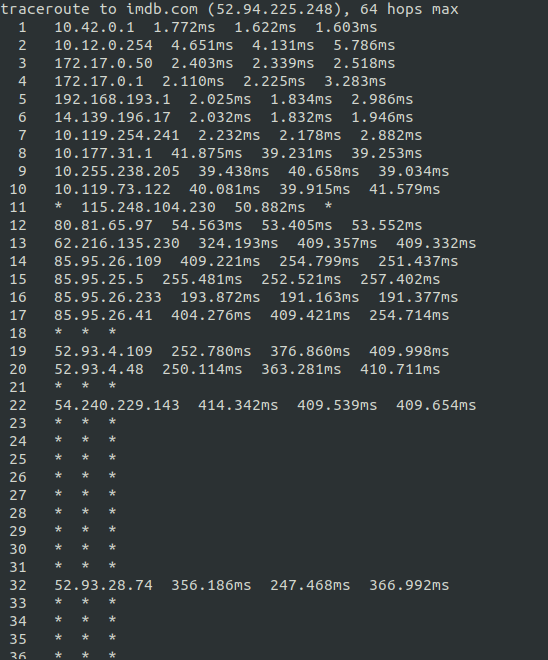 traceroute to imdb.com (52.94.225.248), 64 hops max
1 10.42.0.1 1.772ms 1.622ms 1.603ms
2 10.12.0.254 4.651ms 4.131ms 5.786ms
3 172.17.0.50 2.403ms 2.339ms 2.518ms
4 172.17.0.1 2.110ms 2.225ms 3.283ms
5 192.168.193.1 2.025ms 1.834ms 2.986ms
6 14.139.196.17 2.032ms 1.832ms 1.946ms
7 10.119.254.241 2.232ms 2.178ms 2.882ms
8 10.177.31.1 41.875ms 39.231ms 39.253ms
9 10.255.238.205 39.438ms 40.658ms 39.034ms
10 10.119.73.122 40.081ms 39.915ms 41.579ms
11 * 115.248.104.230 50.882ms *
12 80.81.65.97 54.563ms 53.405ms 53.552ms
13 62.216.135.230 324.193ms 409.357ms 409.332ms
14 85.95.26.109 409.221ms 254.799ms 251.437ms
15 85.95.25.5 255.481ms 252.521ms 257.402ms
16 85.95.26.233 193.872ms 191.163ms 191.377ms
17 85.95.26.41 404.276ms 409.421ms 254.714ms
18 * * *
19 52.93.4.109 252.780ms 376.860ms 409.998ms
20 52.93.4.48 250.114ms 363.281ms 410.711ms
21 * * *
22 54.240.229.143 414.342ms 409.539ms 409.654ms
23 * * *
24 * * *
25 * * *
26 * * *
27 * * *
28 * * *
29 * * *
30 * * *
31 * * *
32 52.93.28.74 356.186ms 247.468ms 366.992ms
33 * * *
34 * * *
35 * * *
36 * * *